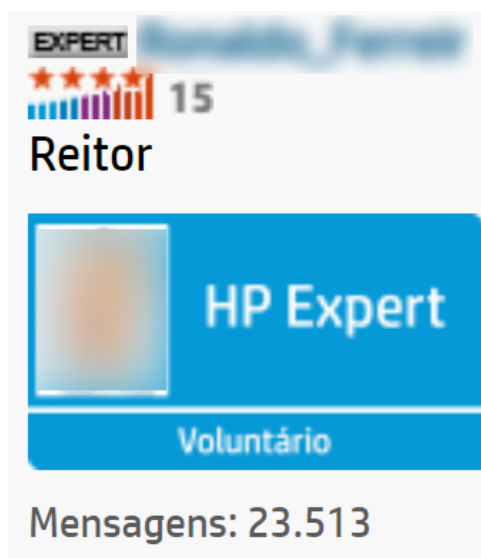 EXPERT
15
Reitor
HP Expert
Voluntário
Mensagens: 23.513